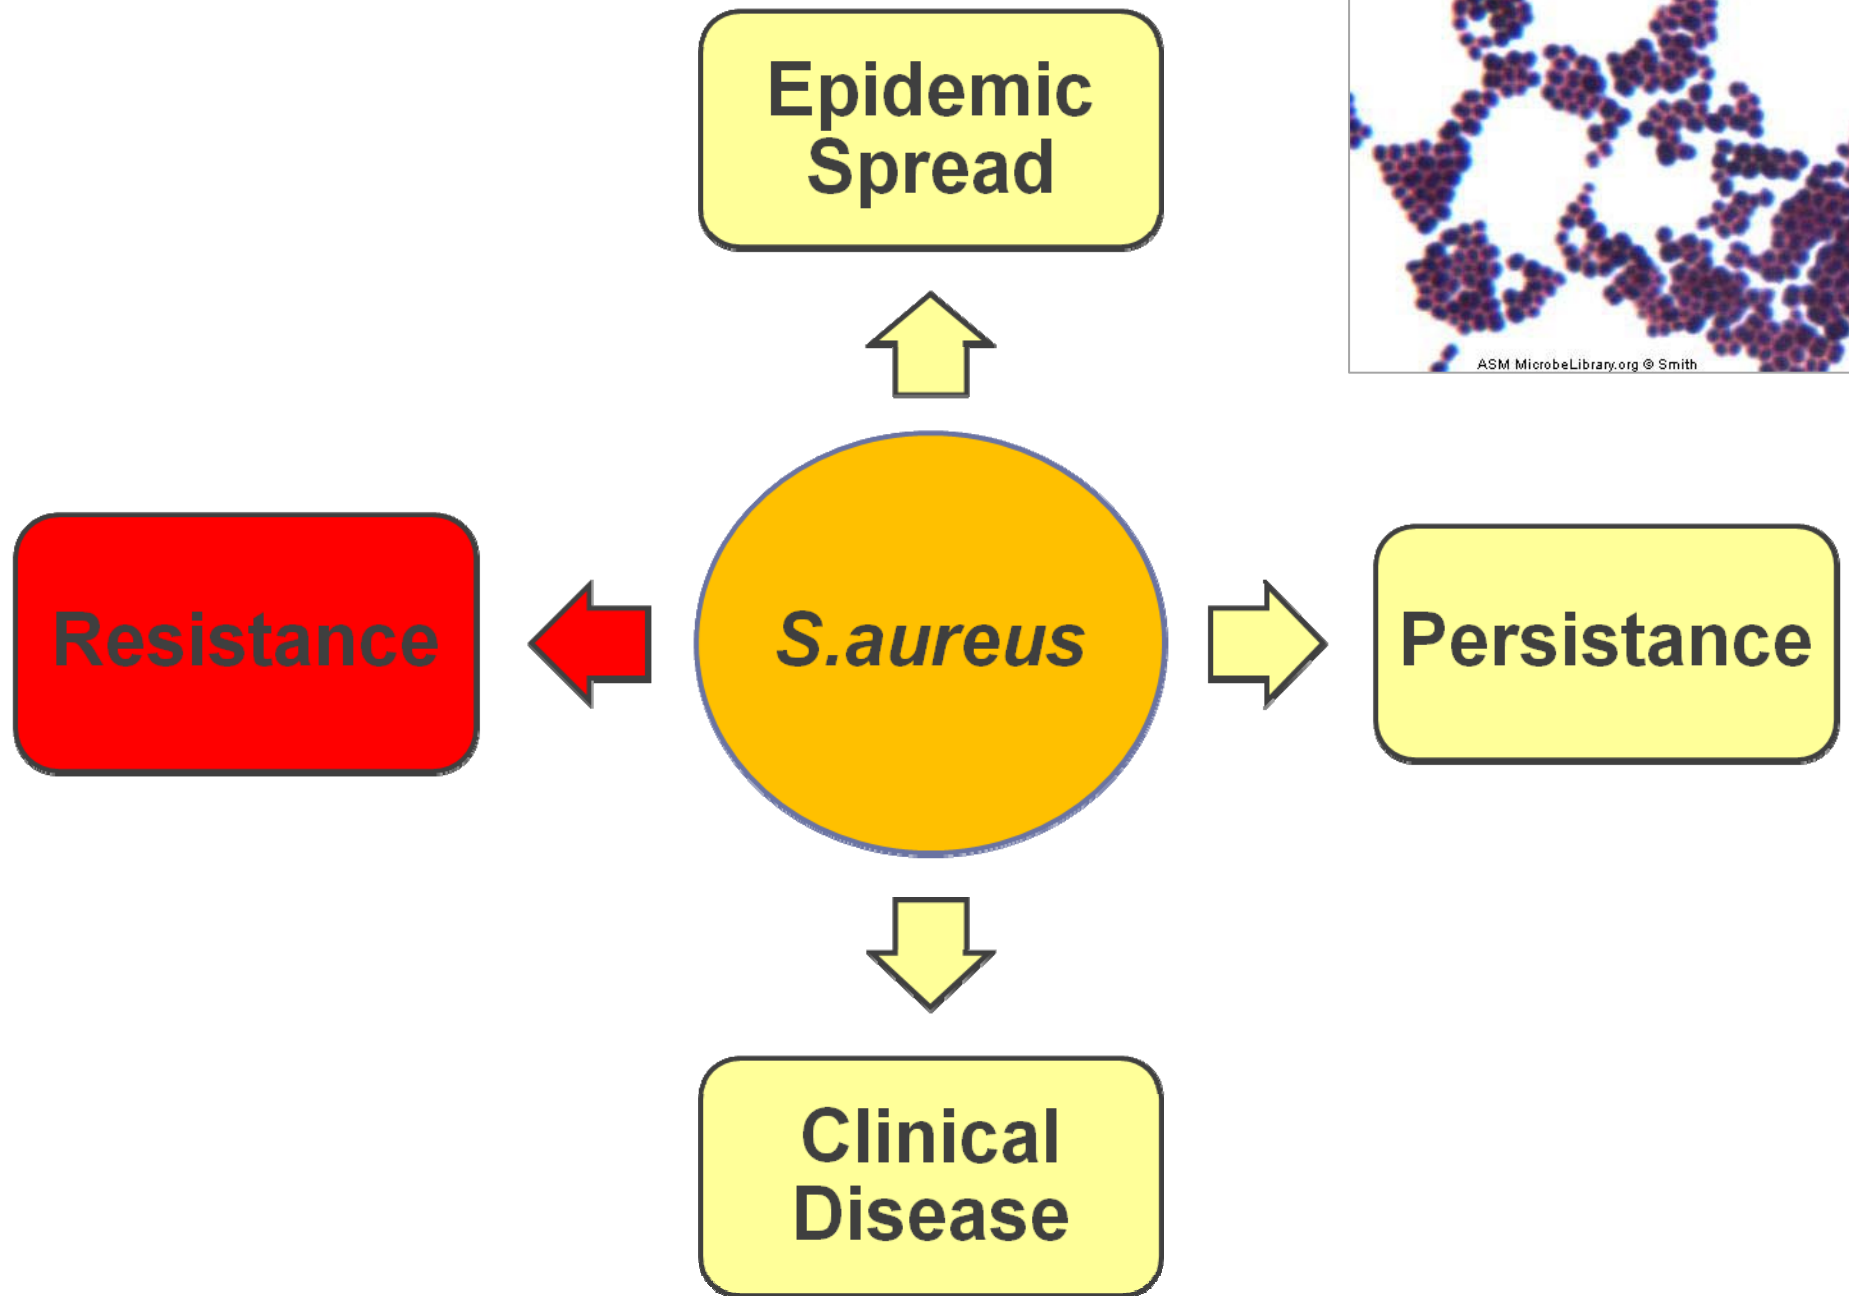 Epidemic
Spread
ASM MicrobeLibrary.org © Smith
Resistance
S.aureus
Persistance
Clinical
Disease